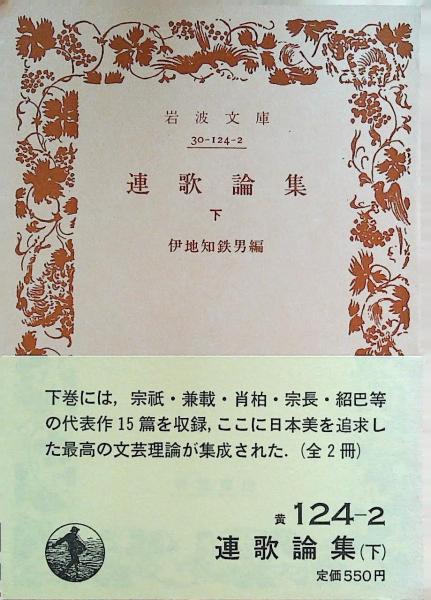 岩波文庫
30-124-2
連歌論集
下
伊地知鉄男編
下巻には，宗祇・兼載・肖柏・宗長・紹巴等
の代表作15篇を収録，ここに日本美を追求し
た最高の文芸理論が集成された．(全2冊)
黄 124-2
連歌論集(下)
定価550円